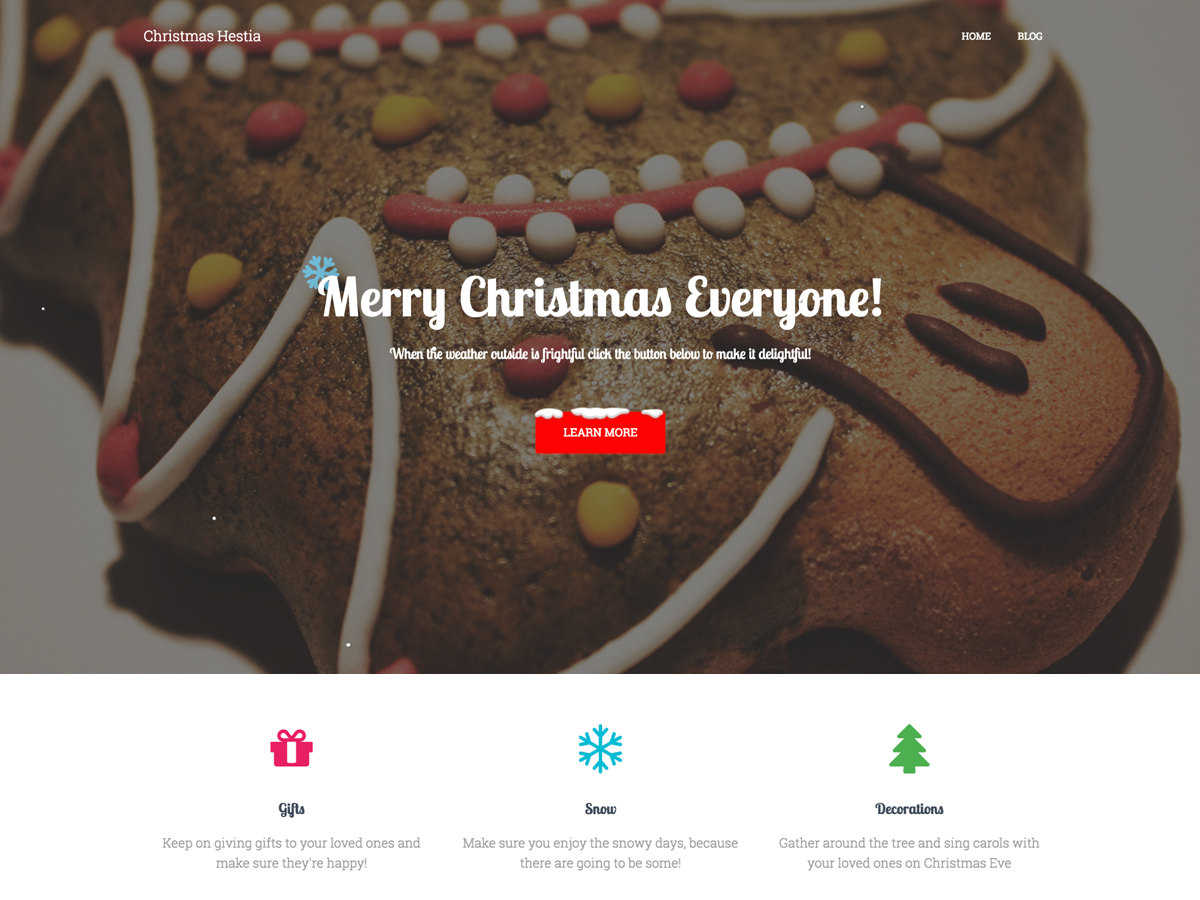 Christmas Hestia
HOME BLOG
Merry Christmas Everyone!
When the weather outside is frightful click the button below to make it delightful!
LEARN MORE
Gifts
Snow
Decorations
Keep on giving gifts to your loved ones and
make sure they're happy!
Make sure you enjoy the snowy days, because
there are going to be some!
Gather around the tree and sing carols with
your loved ones on Christmas Eve